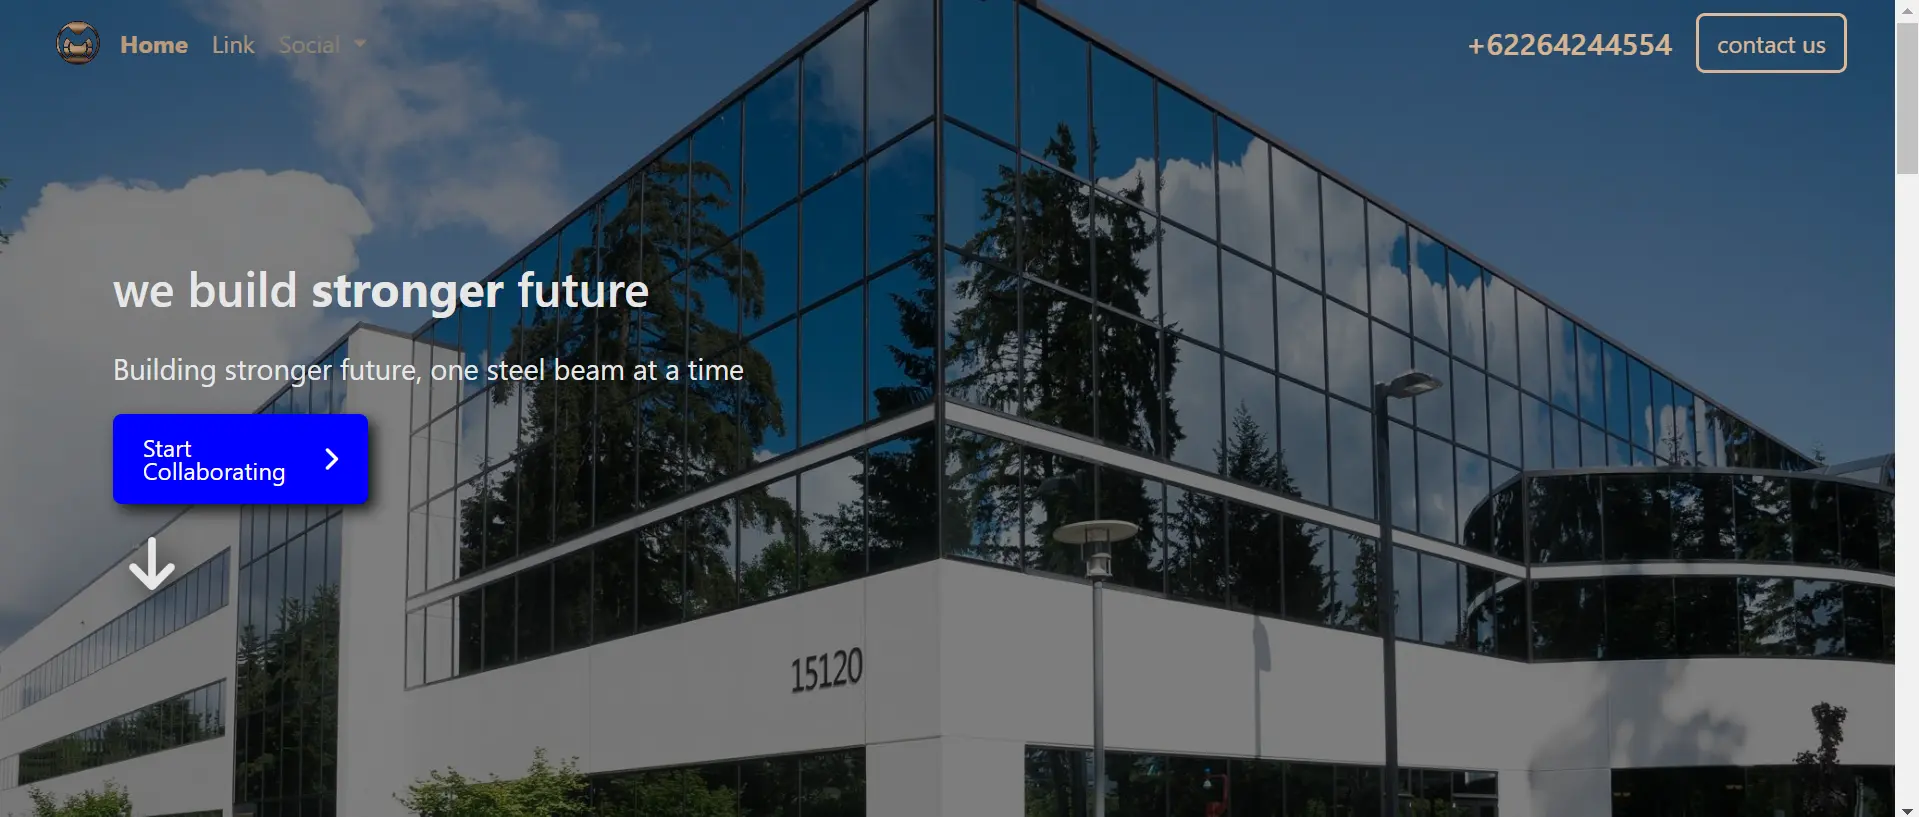 Home Link Social +62264244554 contact us
we build stronger future
Building stronger future, one steel beam at a time
Start
Collaborating
15120